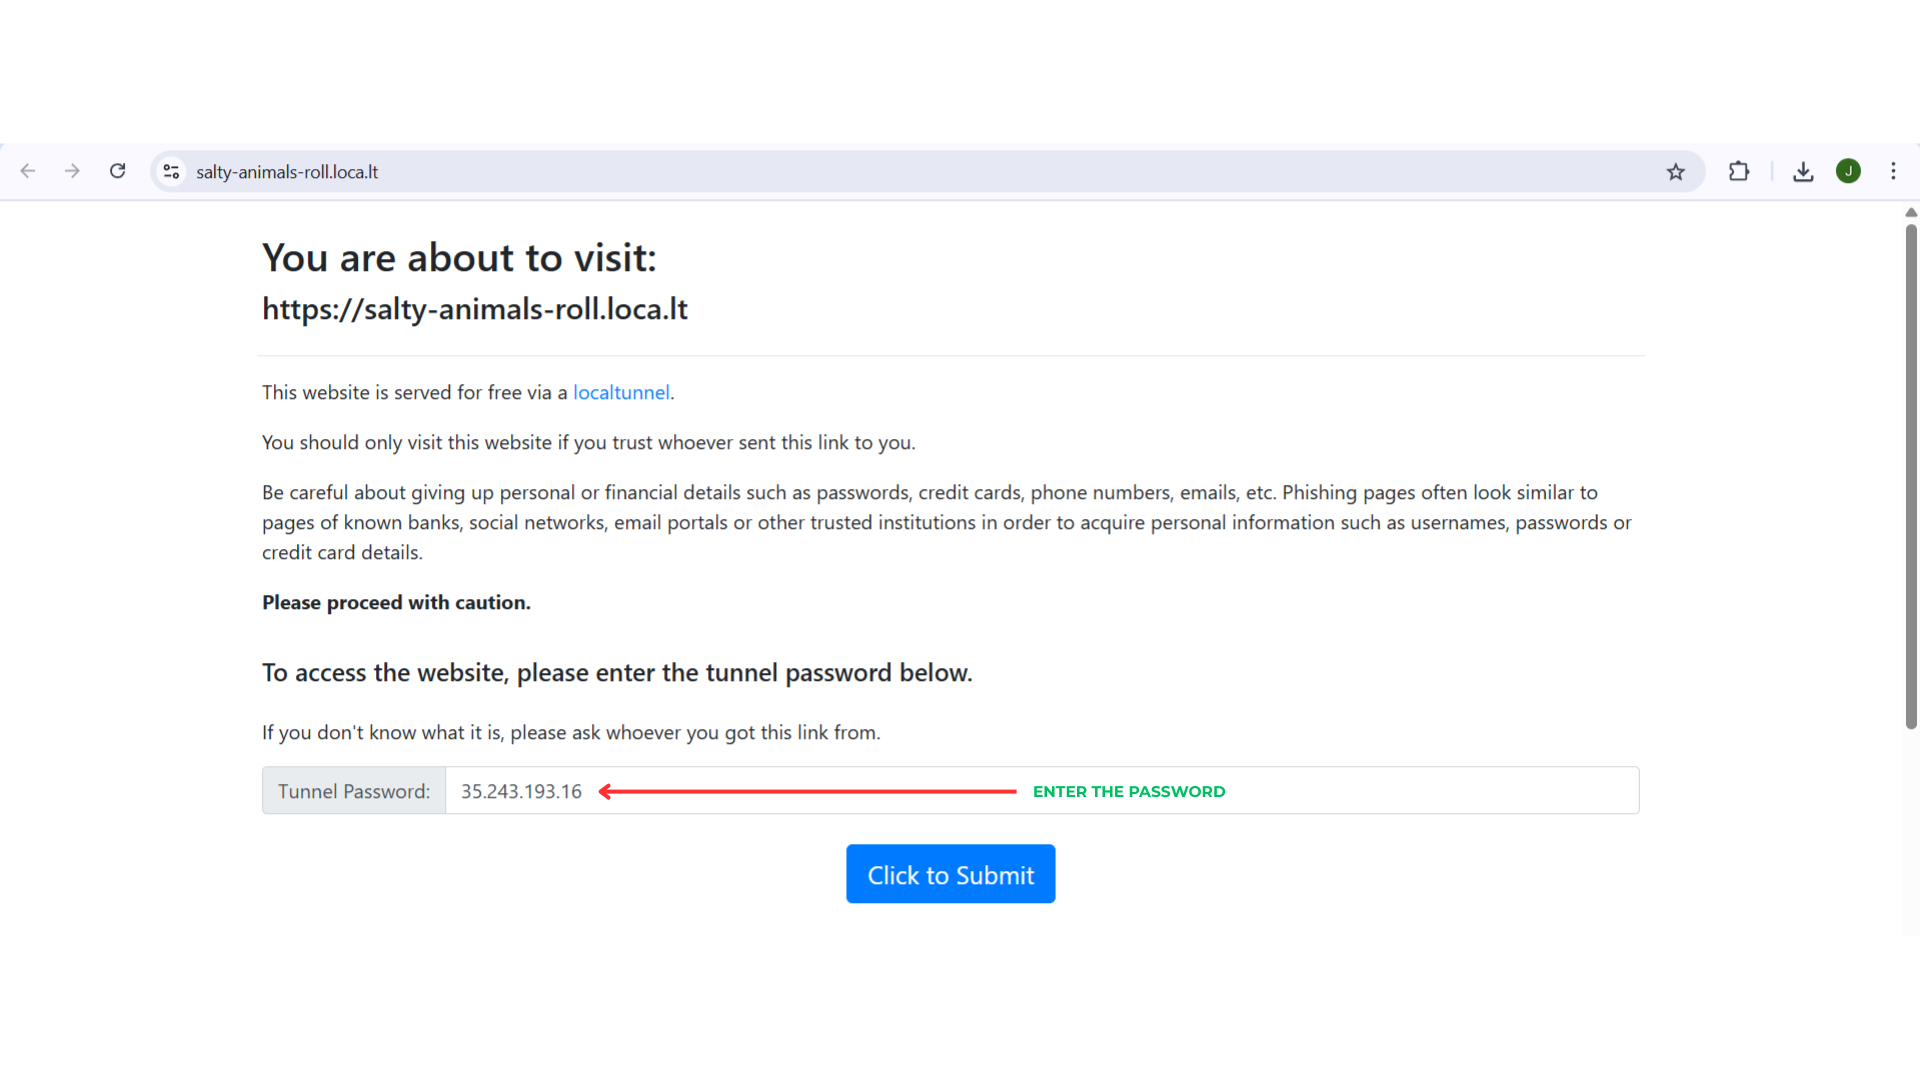 salty-animals-roll.loca.lt
J
You are about to visit:
https://salty-animals-roll.loca.lt
This website is served for free via a localtunnel.
You should only visit this website if you trust whoever sent this link to you.
Be careful about giving up personal or financial details such as passwords, credit cards, phone numbers, emails, etc. Phishing pages often look similar to
pages of known banks, social networks, email portals or other trusted institutions in order to acquire personal information such as usernames, passwords or
credit card details.
Please proceed with caution.
To access the website, please enter the tunnel password below.
If you don't know what it is, please ask whoever you got this link from.
Tunnel Password: 35.243.193.16 ENTER THE PASSWORD
Click to Submit